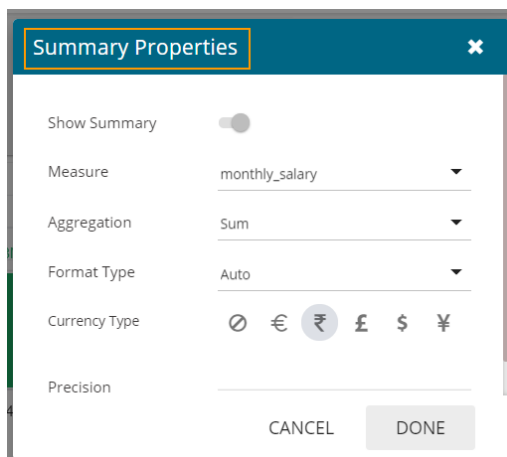 Summary Properties ✖
Show Summary
Measure monthly_salary
Aggregation Sum
Format Type Auto
Currency Type € ₹ £ $ ¥
Precision
CANCEL DONE